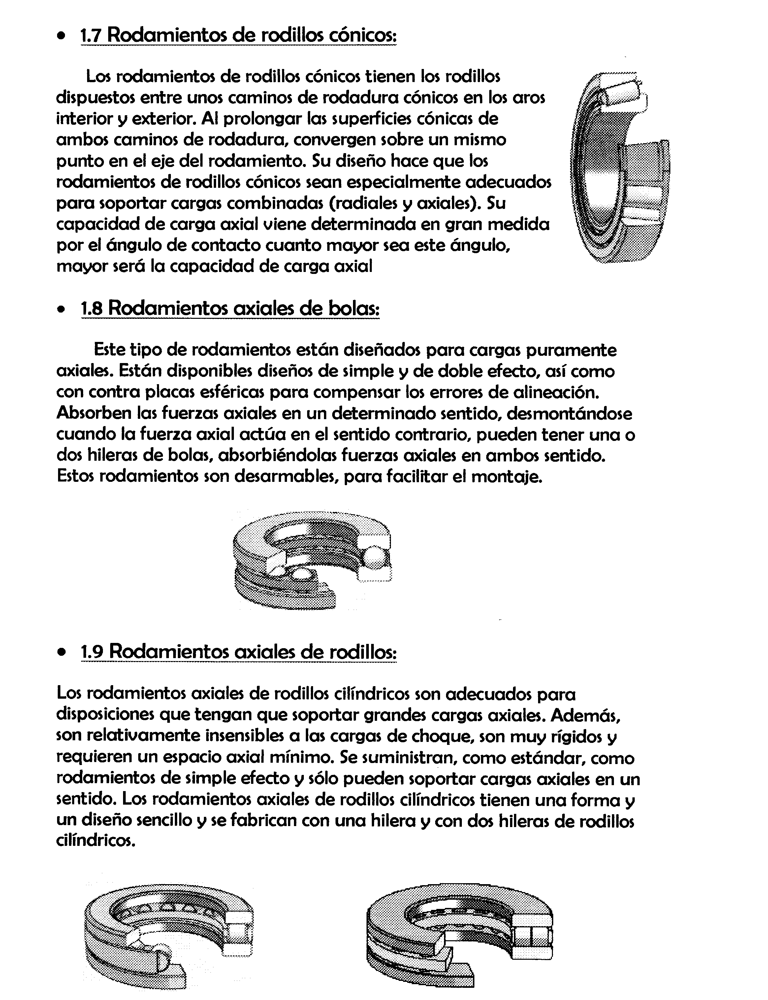 • 1.7 Rodamientos de rodillos cónicos:
Los rodamientos de rodillos cónicos tienen los rodillos
dispuestos entre unos caminos de rodadura cónicos en los aros
interior y exterior. Al prolongar las superficies cónicas de
ambos caminos de rodadura, convergen sobre un mismo
punto en el eje del rodamiento. Su diseño hace que los
rodamientos de rodillos cónicos sean especialmente adecuados
para soportar cargas combinadas (radiales y axiales). Su
capacidad de carga axial viene determinada en gran medida
por el ángulo de contacto cuanto mayor sea este ángulo,
mayor será la capacidad de carga axial
• 1.8 Rodamientos axiales de bolas:
Este tipo de rodamientos están diseñados para cargas puramente
axiales. Están disponibles diseños de simple y de doble efecto, así como
con contra placas esféricas para compensar los errores de alineación.
Absorben las fuerzas axiales en un determinado sentido, desmontándose
cuando la fuerza axial actúa en el sentido contrario, pueden tener una o
dos hileras de bolas, absorbiéndolas fuerzas axiales en ambos sentido.
Estos rodamientos son desarmables, para facilitar el montaje.
• 1.9 Rodamientos axiales de rodillos:
Los rodamientos axiales de rodillos cilíndricos son adecuados para
disposiciones que tengan que soportar grandes cargas axiales. Además,
son relativamente insensibles a las cargas de choque, son muy rígidos y
requieren un espacio axial mínimo. Se suministran, como estándar, como
rodamientos de simple efecto y sólo pueden soportar cargas axiales en un
sentido. Los rodamientos axiales de rodillos cilíndricos tienen una forma y
un diseño sencillo y se fabrican con una hilera y con dos hileras de rodillos
cilíndricos.